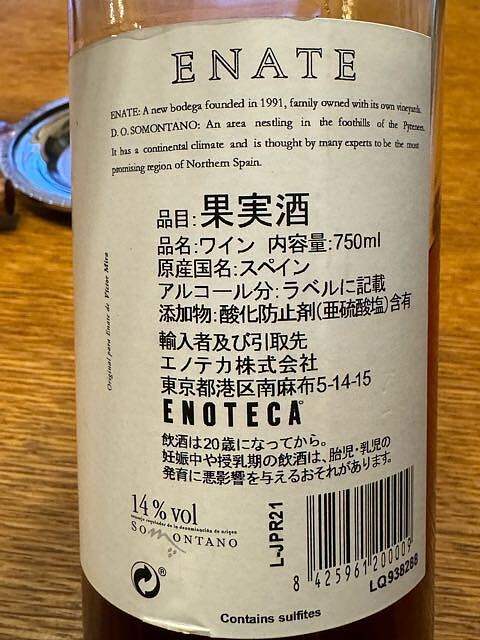 ENATE
ENATE: A new bodega founded in 1991, family owned with its own vineyards.
D. O. SOMONTANO: An area nestling in the foothills of the Pyrenees.
It has a continental climate and is thought by many experts to be the most
promising region of Northern Spain.
Original para Enate de Víctor Mira
品目:果実酒
品名:ワイン 内容量:750ml
原産国名:スペイン
アルコール分:ラベルに記載
添加物:酸化防止剤(亜硫酸塩)含有
輸入者及び引取先
エノテカ株式会社
東京都港区南麻布5-14-15
ENOTECA
飲酒は20歳になってから。
妊娠中や授乳期の飲酒は、胎児・乳児の
発育に悪影響を与えるおそれがあります。
14% vol
consejo regulador de la denominación de origen
SOMONTANO
L-JPR21
8 425961 200003
LQ938288
Contains sulfites